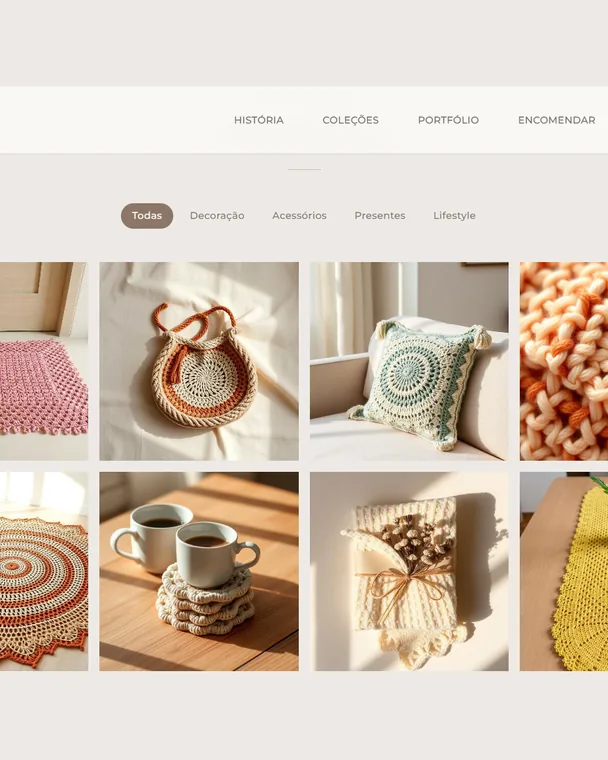 HISTÓRIA COLEÇÕES PORTFÓLIO ENCOMENDAR
Todas Decoração Acessórios Presentes Lifestyle